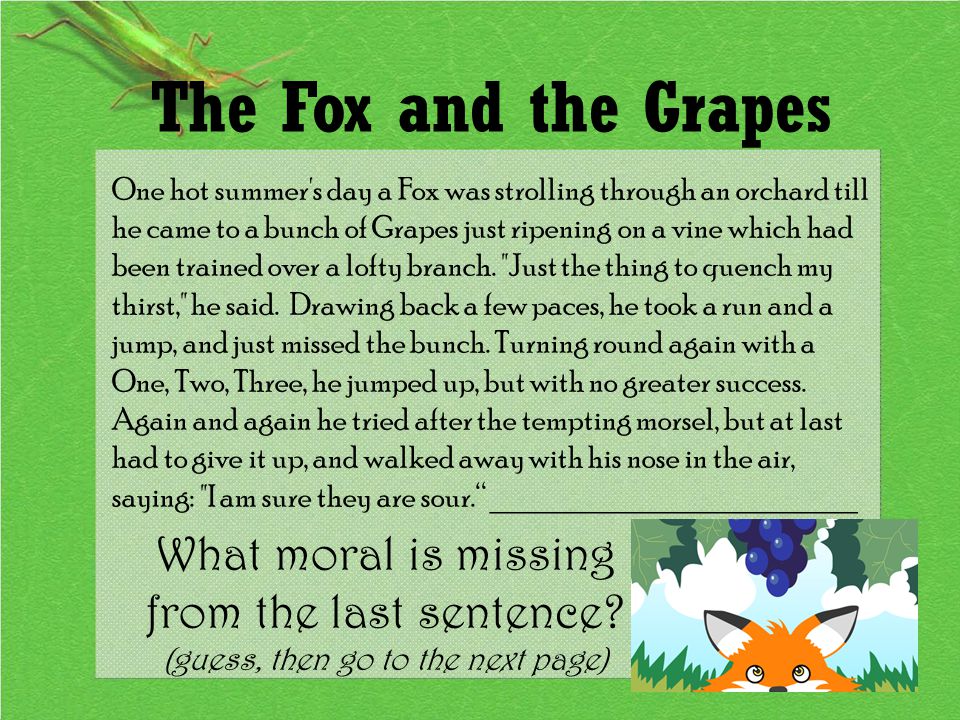 The Fox and the Grapes
One hot summer's day a Fox was strolling through an orchard till
he came to a bunch of Grapes just ripening on a vine which had
been trained over a lofty branch. "Just the thing to quench my
thirst," he said.  Drawing back a few paces, he took a run and a
jump, and just missed the bunch. Turning round again with a
One, Two, Three, he jumped up, but with no greater success.
Again and again he tried after the tempting morsel, but at last
had to give it up, and walked away with his nose in the air,
saying: "I am sure they are sour.“ ___________________________
What moral is missing
from the last sentence?
(guess, then go to the next page)